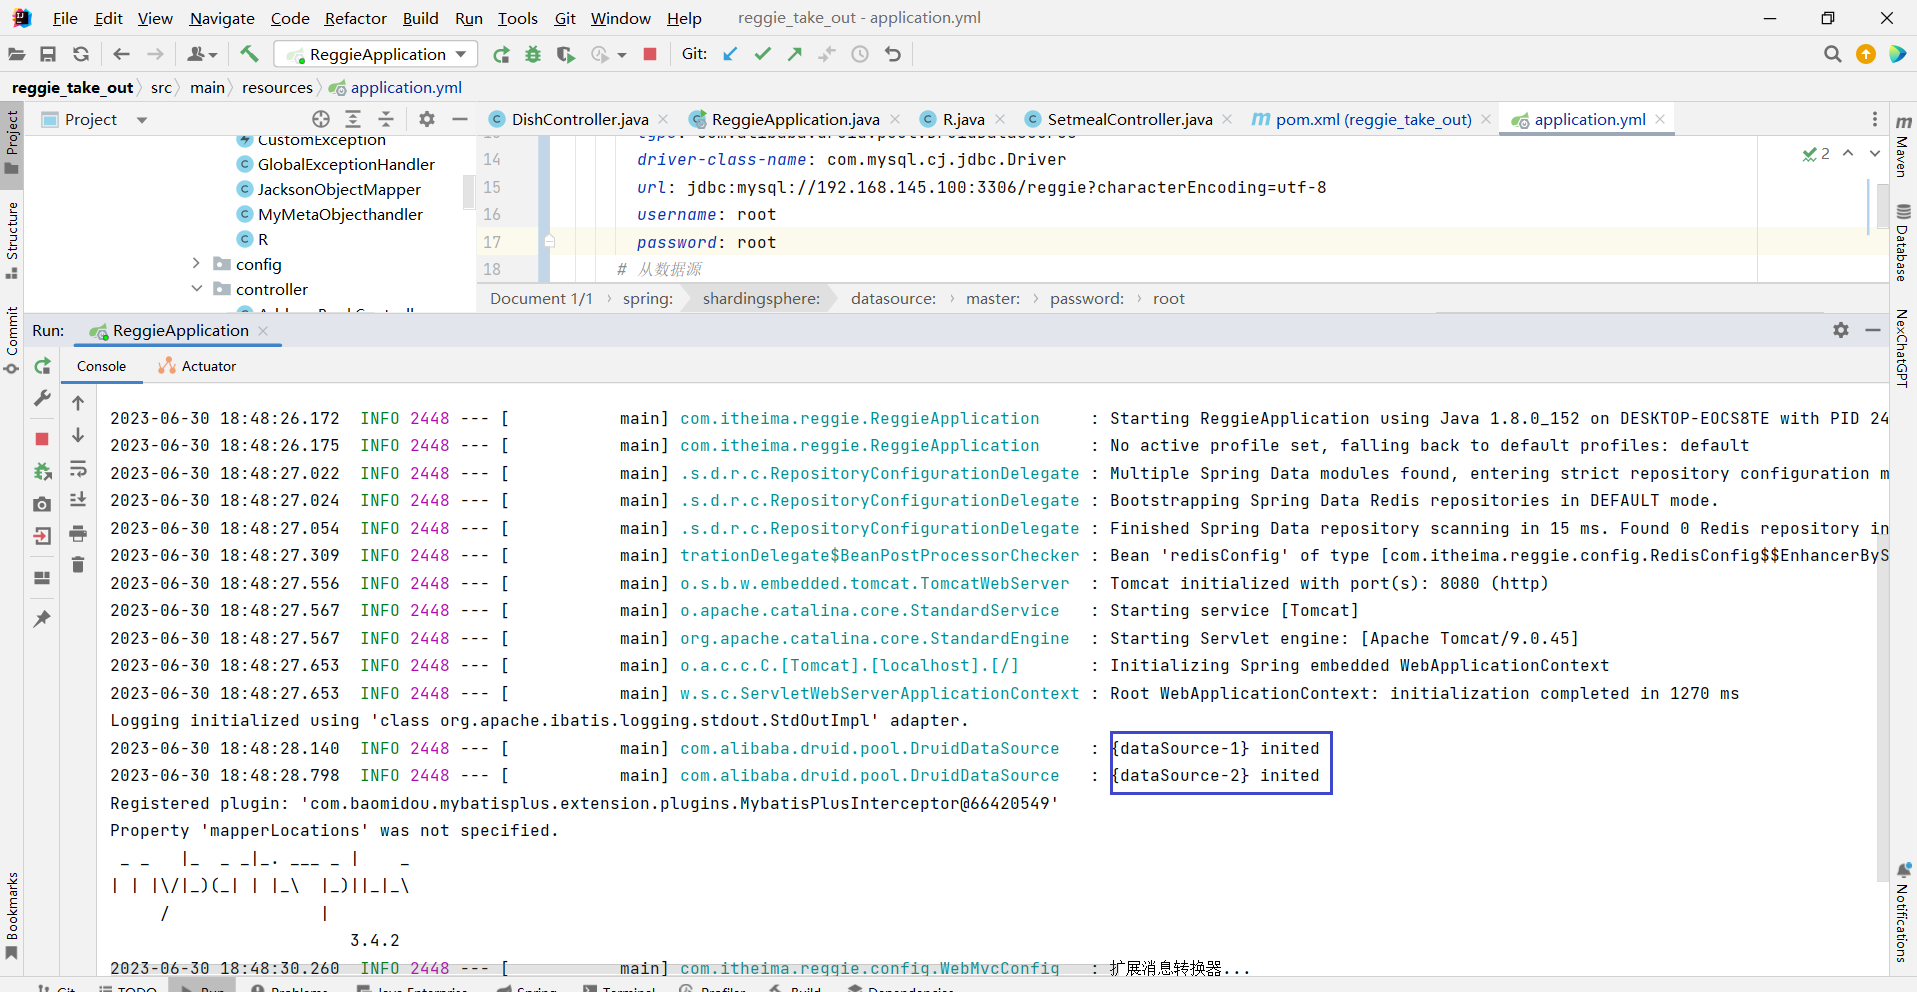 File Edit View Navigate Code Refactor Build Run Tools Git Window Help reggie_take_out - application.yml
ReggieApplication Git:
reggie_take_out src main resources application.yml
Project
DishController.java ReggieApplication.java R.java SetmealController.java pom.xml (reggie_take_out) application.yml
CustomException
GlobalExceptionHandler
JacksonObjectMapper
MyMetaObjecthandler
R
config
controller
type: com.alibaba.druid.pool.DruidDataSource
14 driver-class-name: com.mysql.cj.jdbc.Driver
15 url: jdbc:mysql://192.168.145.100:3306/reggie?characterEncoding=utf-8
16 username: root
17 password: root
18 # 从数据源
2
Document 1/1 › spring: › shardingsphere: › datasource: › master: › password: › root
Project
Structure
Commit
Bookmarks
Maven
Database
NexChatGPT
Notifications
Run: ReggieApplication
Console Actuator
2023-06-30 18:48:26.172 INFO 2448 --- [ main] com.itheima.reggie.ReggieApplication : Starting ReggieApplication using Java 1.8.0_152 on DESKTOP-EOCS8TE with PID 24
2023-06-30 18:48:26.175 INFO 2448 --- [ main] com.itheima.reggie.ReggieApplication : No active profile set, falling back to default profiles: default
2023-06-30 18:48:27.022 INFO 2448 --- [ main] .s.d.r.c.RepositoryConfigurationDelegate : Multiple Spring Data modules found, entering strict repository configuration m
2023-06-30 18:48:27.024 INFO 2448 --- [ main] .s.d.r.c.RepositoryConfigurationDelegate : Bootstrapping Spring Data Redis repositories in DEFAULT mode.
2023-06-30 18:48:27.054 INFO 2448 --- [ main] .s.d.r.c.RepositoryConfigurationDelegate : Finished Spring Data repository scanning in 15 ms. Found 0 Redis repository in
2023-06-30 18:48:27.309 INFO 2448 --- [ main] trationDelegate$BeanPostProcessorChecker : Bean 'redisConfig' of type [com.itheima.reggie.config.RedisConfig$$EnhancerByS
2023-06-30 18:48:27.556 INFO 2448 --- [ main] o.s.b.w.embedded.tomcat.TomcatWebServer : Tomcat initialized with port(s): 8080 (http)
2023-06-30 18:48:27.567 INFO 2448 --- [ main] o.apache.catalina.core.StandardService : Starting service [Tomcat]
2023-06-30 18:48:27.567 INFO 2448 --- [ main] org.apache.catalina.core.StandardEngine : Starting Servlet engine: [Apache Tomcat/9.0.45]
2023-06-30 18:48:27.653 INFO 2448 --- [ main] o.a.c.c.C.[Tomcat].[localhost].[/] : Initializing Spring embedded WebApplicationContext
2023-06-30 18:48:27.653 INFO 2448 --- [ main] w.s.c.ServletWebServerApplicationContext : Root WebApplicationContext: initialization completed in 1270 ms
Logging initialized using 'class org.apache.ibatis.logging.stdout.StdOutImpl' adapter.
2023-06-30 18:48:28.140 INFO 2448 --- [ main] com.alibaba.druid.pool.DruidDataSource : {dataSource-1} inited
2023-06-30 18:48:28.798 INFO 2448 --- [ main] com.alibaba.druid.pool.DruidDataSource : {dataSource-2} inited
Registered plugin: 'com.baomidou.mybatisplus.extension.plugins.MybatisPlusInterceptor@66420549'
Property 'mapperLocations' was not specified.
 _ _   |_  _ _|_. ___ _ |    _
| | |\/|_)(_| | |_\  |_)||_|_\
     /               |
                        3.4.2
2023-06-30 18:48:30.260 INFO 2448 --- [ main] com.itheima.reggie.config.WebMvcConfig : 扩展消息转换器...
Git TODO Run Problems Java Enterprise Spring Terminal Profiler Build Dependencies